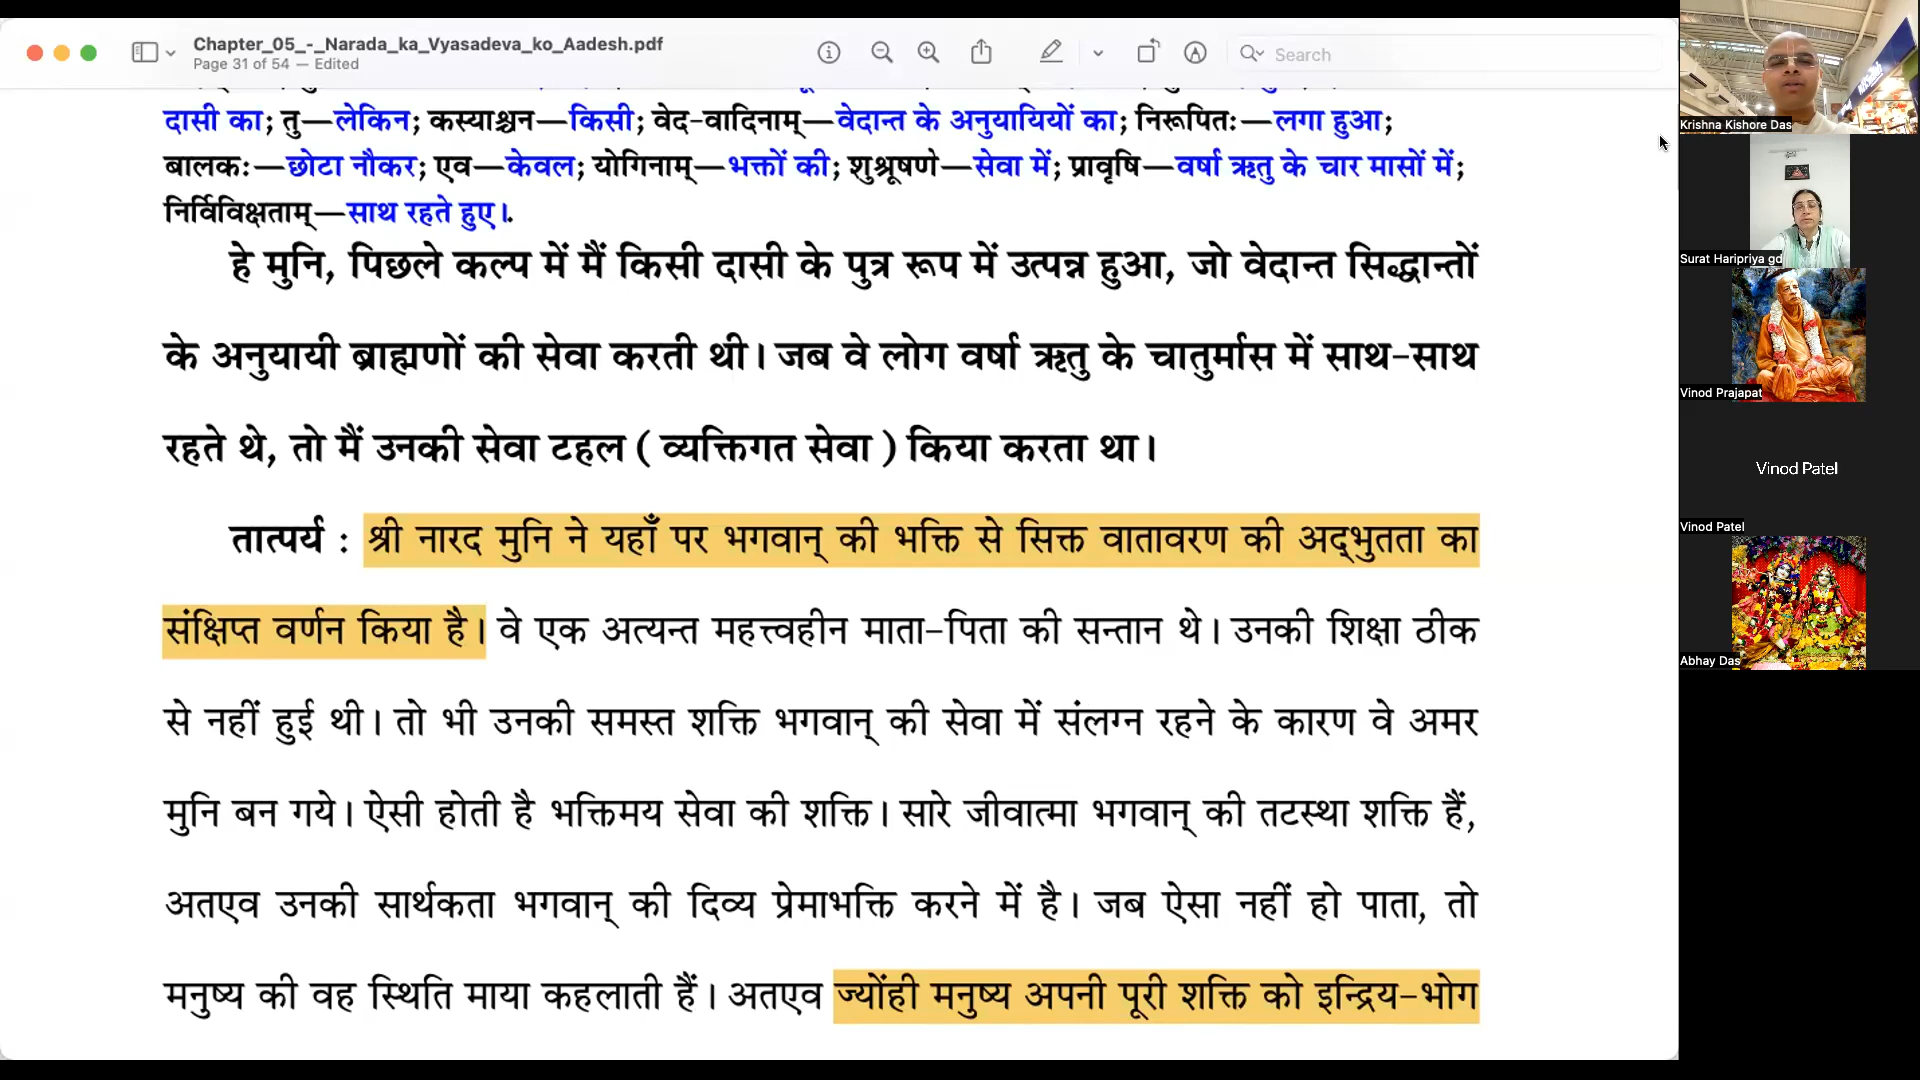 Chapter_05_-_Narada_ka_Vyasadeva_ko_Aadesh.pdf
Page 31 of 54 — Edited
Search
दासी का; तु—लेकिन; कस्याश्चन—किसी; वेद-वादिनाम्—वेदान्त के अनुयायियों का; निरूपितः—लगा हुआ;
बालकः—छोटा नौकर; एव—केवल; योगिनाम्—भक्तों की; शुश्रूषणे—सेवा में; प्रावृषि—वर्षा ऋतु के चार मासों में;
निर्विविक्षताम्—साथ रहते हुए।.
हे मुनि, पिछले कल्प में मैं किसी दासी के पुत्र रूप में उत्पन्न हुआ, जो वेदान्त सिद्धान्तों
के अनुयायी ब्राह्मणों की सेवा करती थी। जब वे लोग वर्षा ऋतु के चातुर्मास में साथ-साथ
रहते थे, तो मैं उनकी सेवा टहल ( व्यक्तिगत सेवा ) किया करता था।
तात्पर्य : श्री नारद मुनि ने यहाँ पर भगवान् की भक्ति से सिक्त वातावरण की अद्भुतता का
संक्षिप्त वर्णन किया है। वे एक अत्यन्त महत्त्वहीन माता-पिता की सन्तान थे। उनकी शिक्षा ठीक
से नहीं हुई थी। तो भी उनकी समस्त शक्ति भगवान् की सेवा में संलग्न रहने के कारण वे अमर
मुनि बन गये। ऐसी होती है भक्तिमय सेवा की शक्ति। सारे जीवात्मा भगवान् की तटस्था शक्ति हैं,
अतएव उनकी सार्थकता भगवान् की दिव्य प्रेमाभक्ति करने में है। जब ऐसा नहीं हो पाता, तो
मनुष्य की वह स्थिति माया कहलाती हैं। अतएव ज्योंही मनुष्य अपनी पूरी शक्ति को इन्द्रिय-भोग
Krishna Kishore Das
Surat Haripriya gd
Vinod Prajapat
Vinod Patel
Vinod Patel
Abhay Das